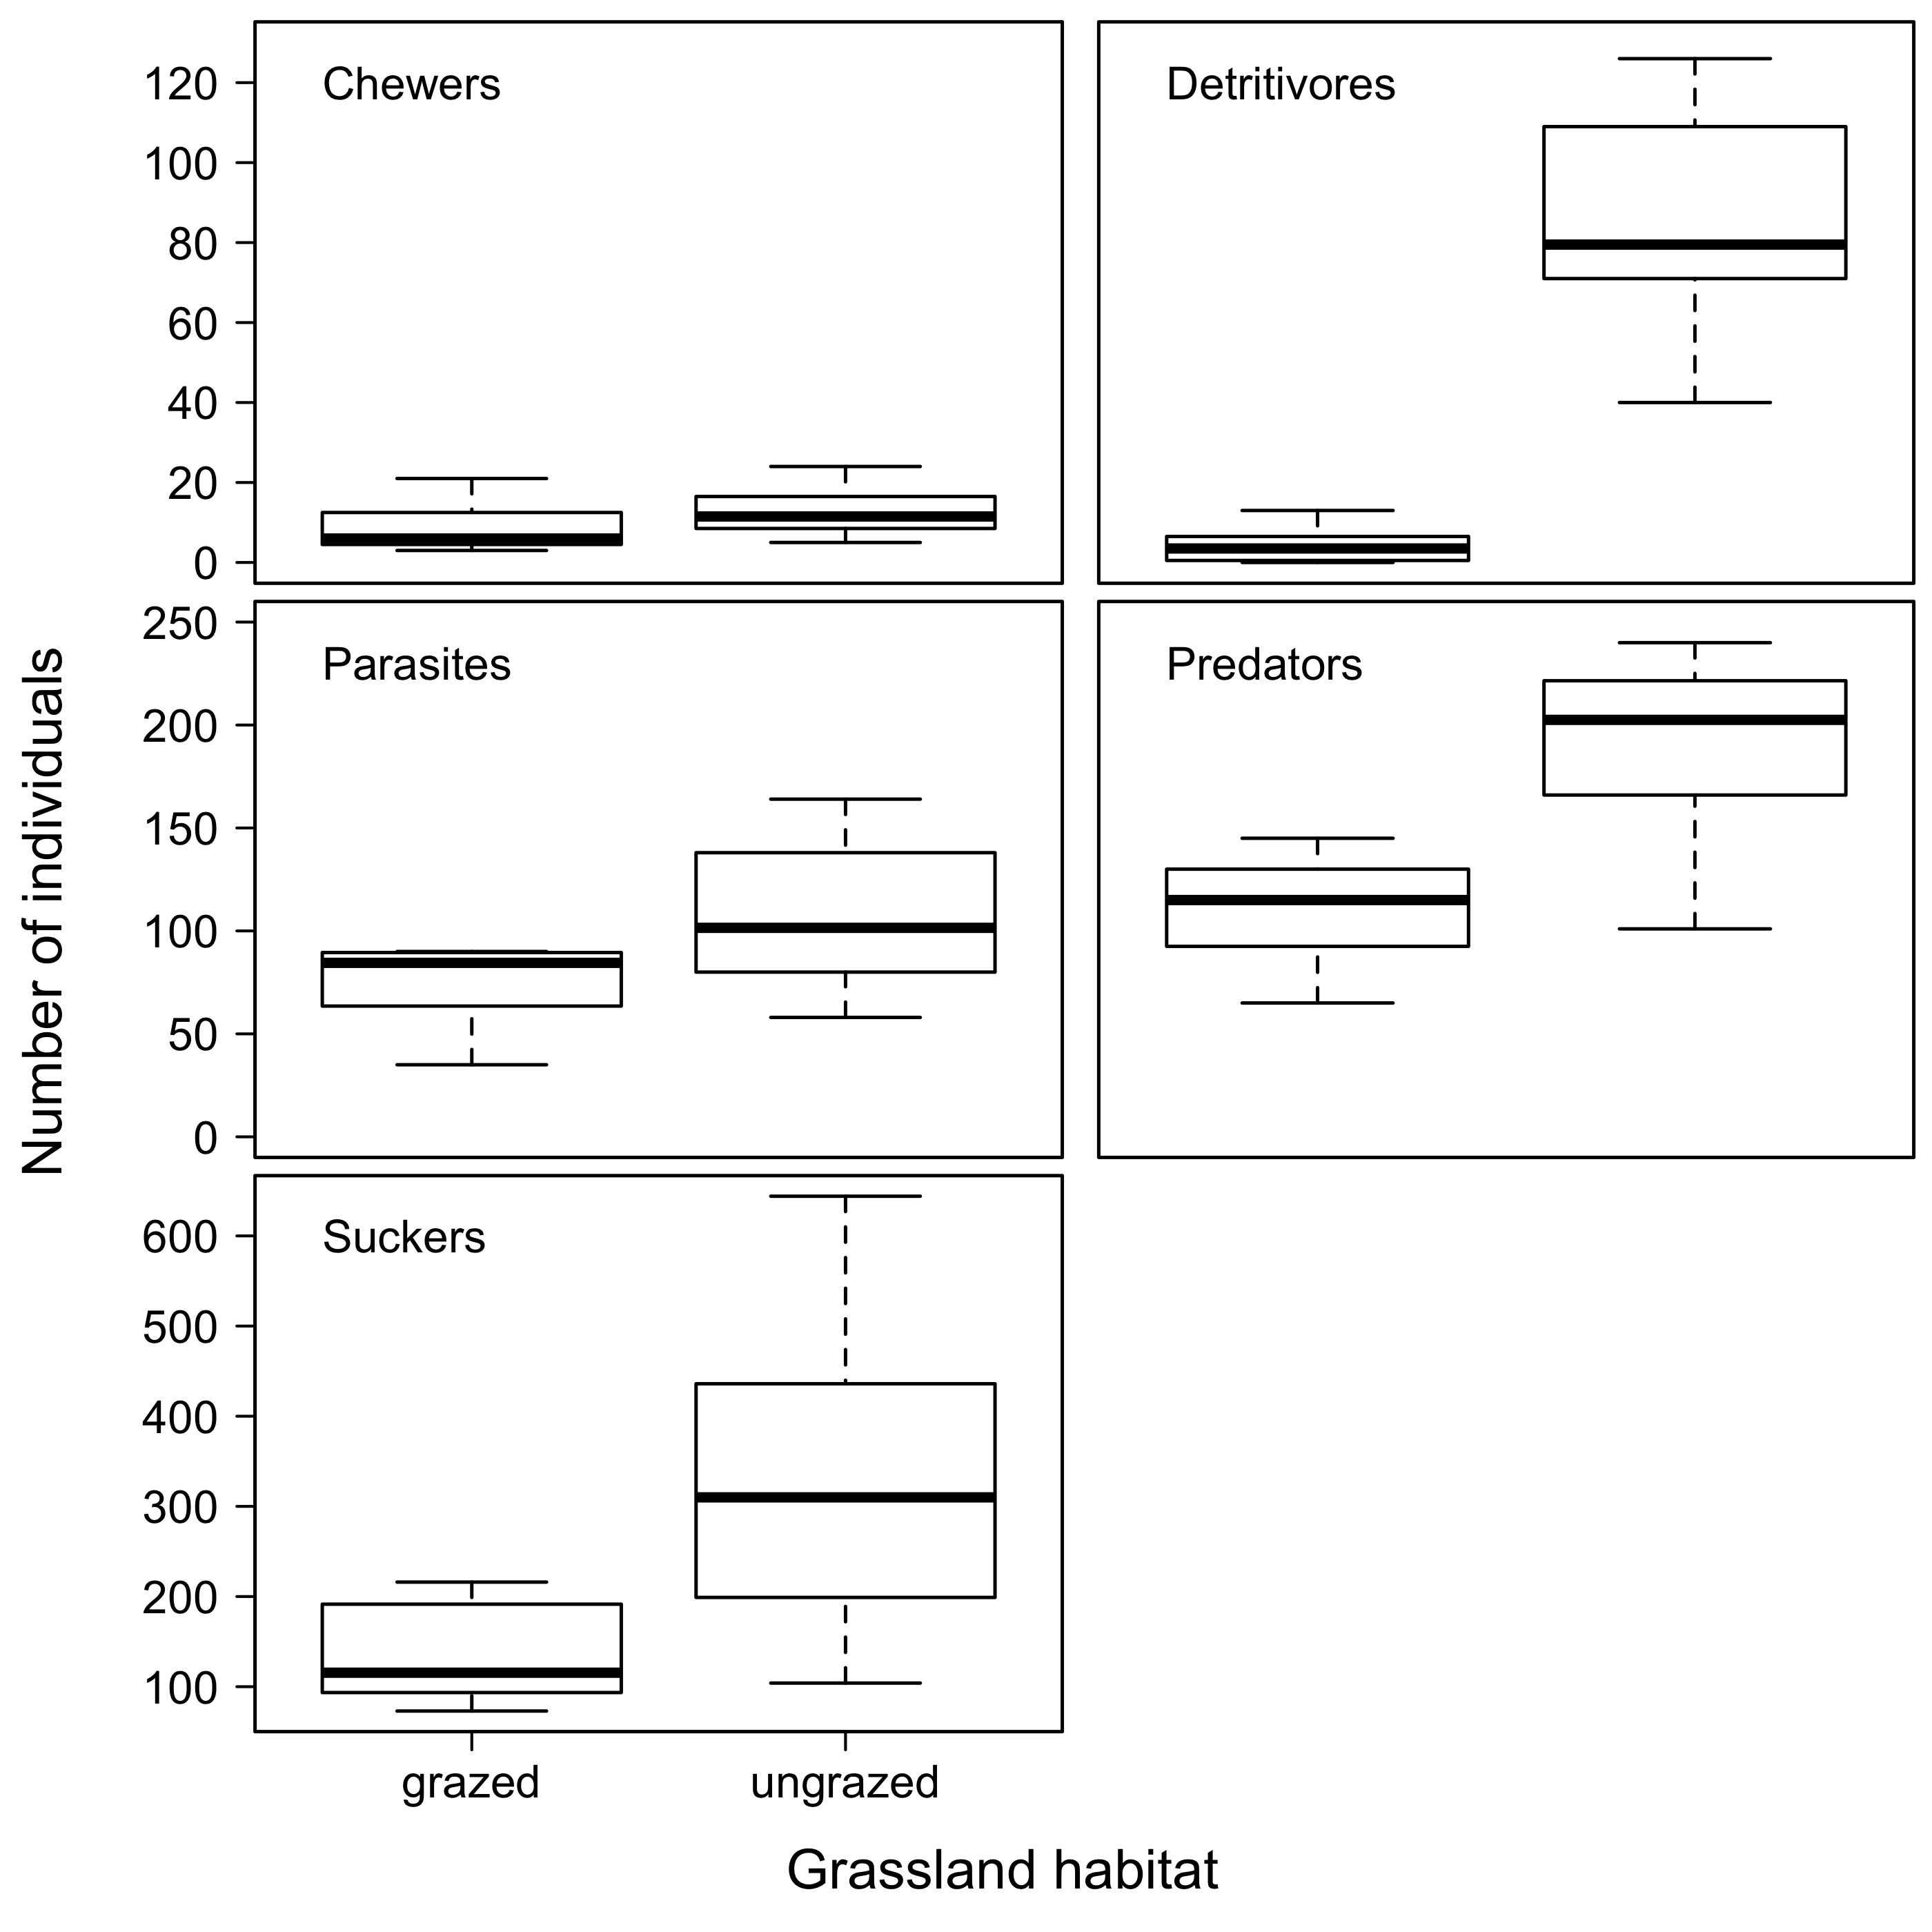 Chewers
120
100
80
60
40
20
0
Detritivores
Parasites
250
200
150
100
50
0
Predators
Suckers
600
500
400
300
200
100
grazed
ungrazed
Number of individuals
Grassland habitat